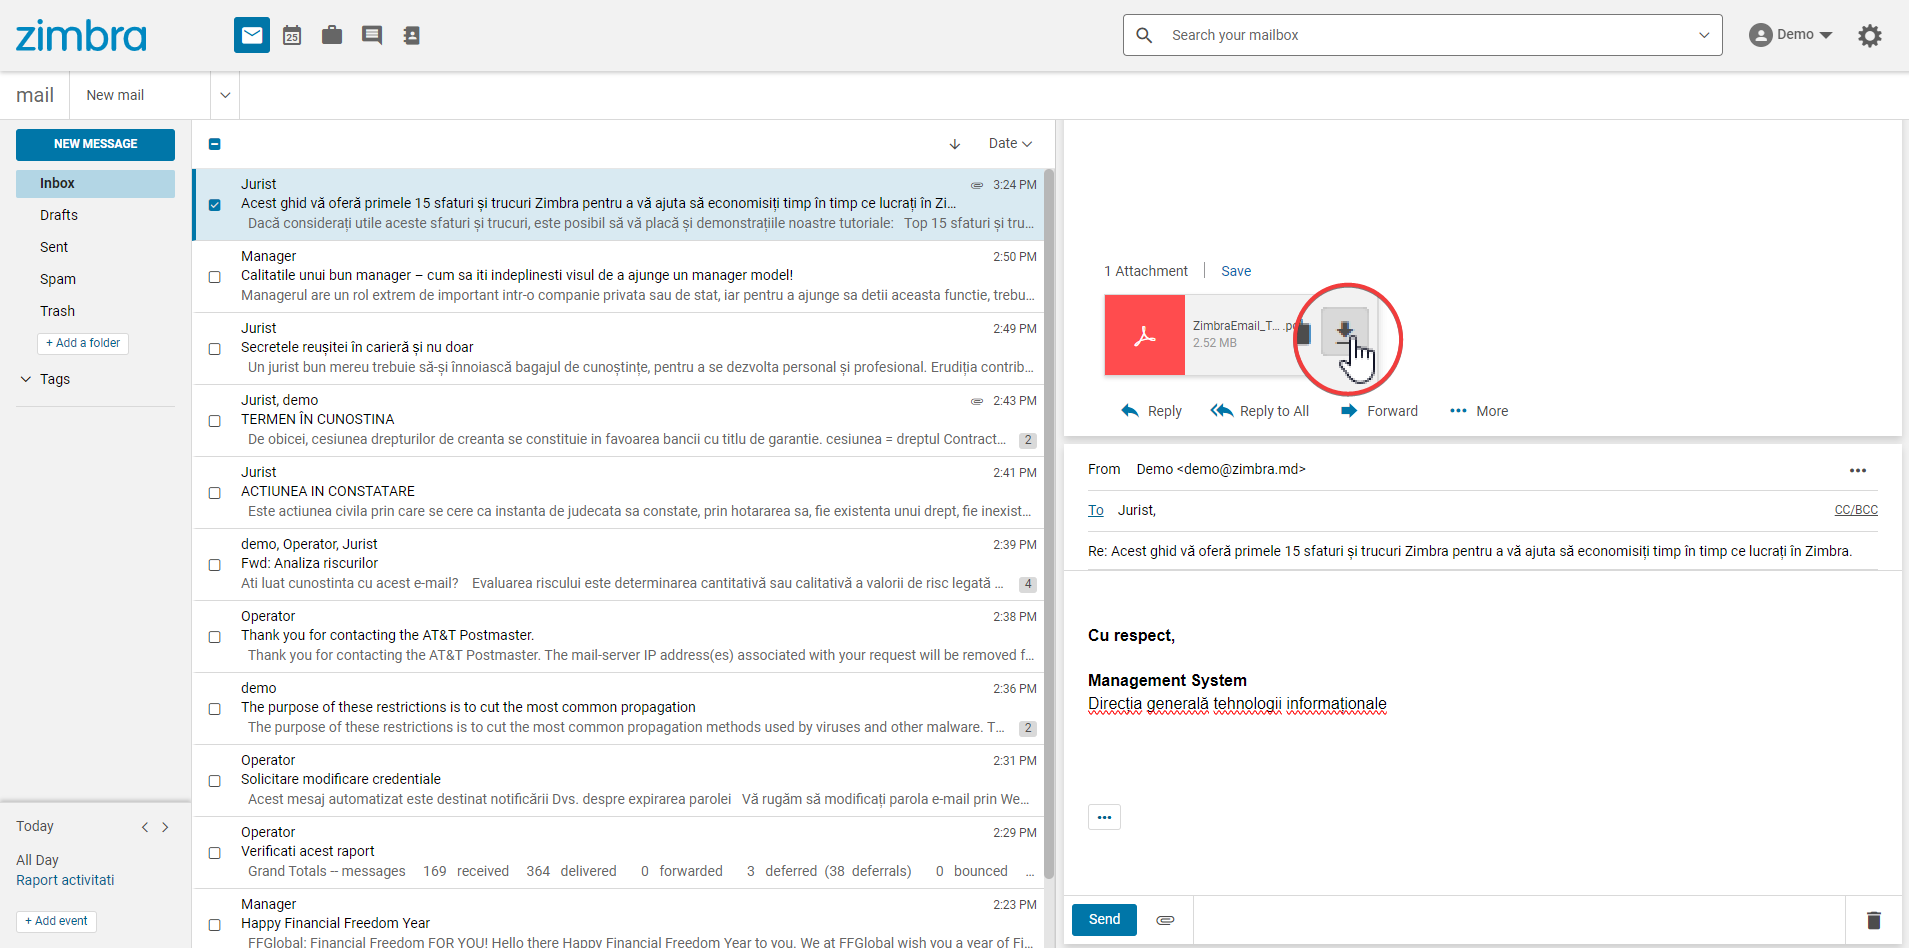 zimbra
25
Search your mailbox
Demo
mail
New mail
NEW MESSAGE
Inbox
Drafts
Sent
Spam
Trash
+ Add a folder
Tags
Today
All Day
Raport activitati
+ Add event
Date
Jurist
3:24 PM
Acest ghid vă oferă primele 15 sfaturi și trucuri Zimbra pentru a vă ajuta să economisiți timp în timp ce lucrați în Zi...
Dacă considerați utile aceste sfaturi și trucuri, este posibil să vă placă și demonstrațiile noastre tutoriale: Top 15 sfaturi și tru...
Manager
2:50 PM
Calitatile unui bun manager – cum sa iti indeplinesti visul de a ajunge un manager model!
Managerul are un rol extrem de important intr-o companie privata sau de stat, iar pentru a ajunge sa detii aceasta functie, trebu...
Jurist
2:49 PM
Secretele reușitei în carieră și nu doar
Un jurist bun mereu trebuie să-și înnoiască bagajul de cunoștințe, pentru a se dezvolta personal și profesional. Erudiția contrib...
Jurist, demo
2:43 PM
TERMEN ÎN CUNOSTINA
De obicei, cesiunea drepturilor de creanta se constituie in favoarea bancii cu titlu de garantie. cesiunea = dreptul Contract...
2
Jurist
2:41 PM
ACTIUNEA IN CONSTATARE
Este actiunea civila prin care se cere ca instanta de judecata sa constate, prin hotararea sa, fie existenta unui drept, fie inexist...
demo, Operator, Jurist
2:39 PM
Fwd: Analiza riscurilor
Ati luat cunostinta cu acest e-mail? Evaluarea riscului este determinarea cantitativă sau calitativă a valorii de risc legată ...
4
Operator
2:38 PM
Thank you for contacting the AT&T Postmaster.
Thank you for contacting the AT&T Postmaster. The mail-server IP address(es) associated with your request will be removed f...
demo
2:36 PM
The purpose of these restrictions is to cut the most common propagation
The purpose of these restrictions is to cut the most common propagation methods used by viruses and other malware. T...
2
Operator
2:31 PM
Solicitare modificare credentiale
Acest mesaj automatizat este destinat notificării Dvs. despre expirarea parolei Vă rugăm să modificați parola e-mail prin We...
Operator
2:29 PM
Verificati acest raport
Grand Totals -- messages 169 received 364 delivered 0 forwarded 3 deferred (38 deferrals) 0 bounced ...
Manager
2:23 PM
Happy Financial Freedom Year
FFGlobal: Financial Freedom FOR YOU! Hello there Happy Financial Freedom Year to you. We at FFGlobal wish you a year of Fi...
1 Attachment
Save
ZimbraEmail_T... .pd
2.52 MB
Reply
Reply to All
Forward
More
From Demo <demo@zimbra.md>
To Jurist,
CC/BCC
Re: Acest ghid vă oferă primele 15 sfaturi și trucuri Zimbra pentru a vă ajuta să economisiți timp în timp ce lucrați în Zimbra.
Cu respect,
Management System
Direcția generală tehnologii informaționale
Send